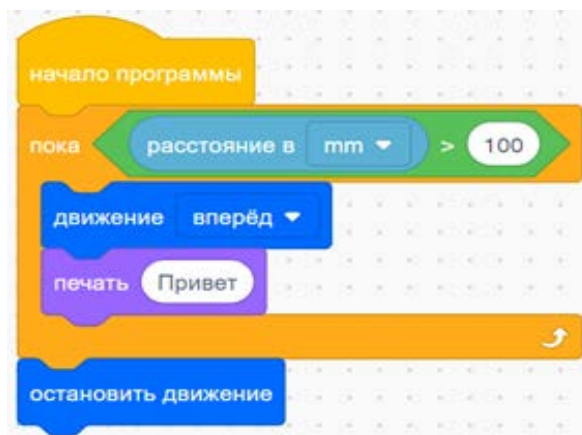 начало программы
пока расстояние в mm > 100
движение вперёд
печать Привет
остановить движение